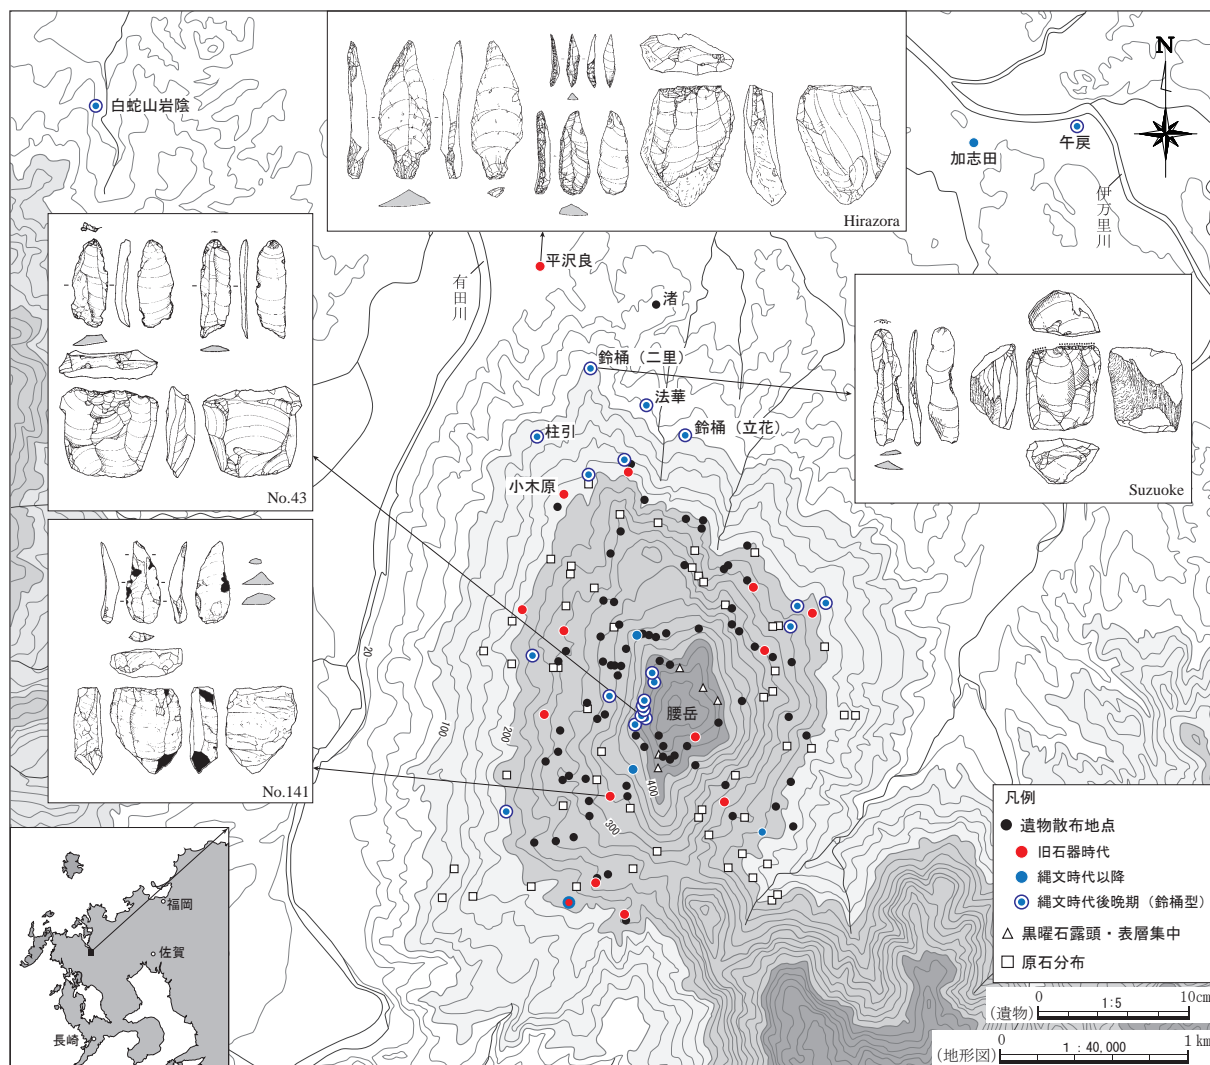 白蛇山岩陰
Hirazora
N
加志田
午戻
伊万里川
有田川
平沢良
渚
鈴桶（二里）
法華
鈴桶（立花）
柱引
小木原
Suzuoke
No.43
No.141
20
100
200
300
400
腰岳
福岡
佐賀
長崎
凡例
遺物散布地点
旧石器時代
縄文時代以降
縄文時代後晩期（鈴桶型）
黒曜石露頭・表層集中
原石分布
0 1:5 10cm
（遺物）
0 1：40,000 1 km
（地形図）